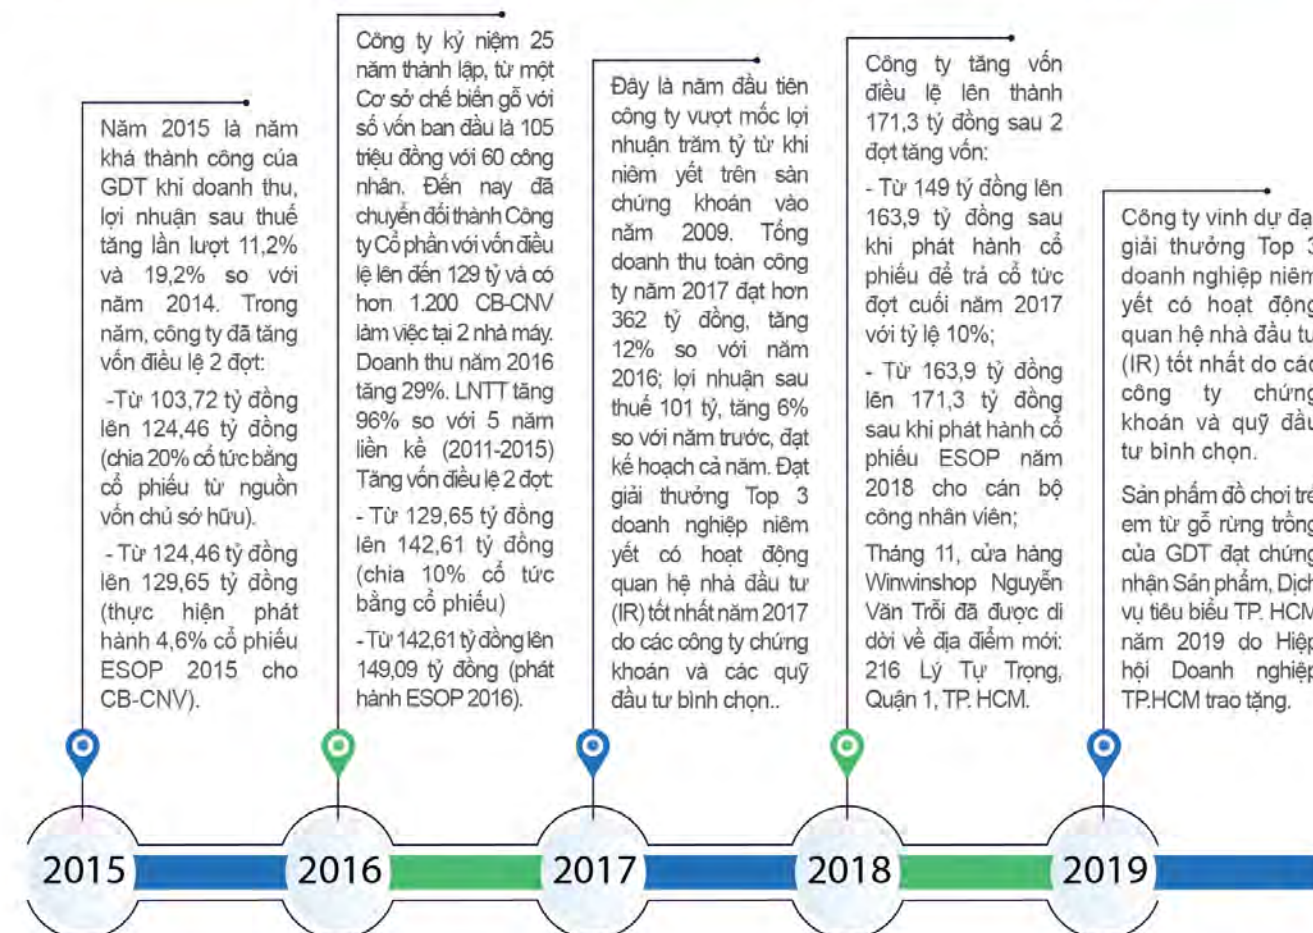 Năm 2015 là năm
khá thành công của
GDT khi doanh thu,
lợi nhuận sau thuế
tăng lần lượt 11,2%
và 19,2% so với
năm 2014. Trong
năm, công ty đã tăng
vốn điều lệ 2 đợt:
-Từ 103,72 tỷ đồng
lên 124,46 tỷ đồng
(chia 20% cổ tức bằng
cổ phiếu từ nguồn
vốn chủ sở hữu).
- Từ 124,46 tỷ đồng
lên 129,65 tỷ đồng
(thực hiện phát
hành 4,6% cổ phiếu
ESOP 2015 cho
CB-CNV).
Công ty kỷ niệm 25
năm thành lập, từ một
Cơ sở chế biến gỗ với
số vốn ban đầu là 105
triệu đồng với 60 công
nhân. Đến nay đã
chuyển đổi thành Công
ty Cổ phần với vốn điều
lệ lên đến 129 tỷ và có
hơn 1.200 CB-CNV
làm việc tại 2 nhà máy.
Doanh thu năm 2016
tăng 29%. LNTT tăng
96% so với 5 năm
liền kề (2011-2015)
Tăng vốn điều lệ 2 đợt:
- Từ 129,65 tỷ đồng
lên 142,61 tỷ đồng
(chia 10% cổ tức
bằng cổ phiếu)
- Từ 142,61 tỷ đồng lên
149,09 tỷ đồng (phát
hành ESOP 2016).
Đây là năm đầu tiên
công ty vượt mốc lợi
nhuận trăm tỷ từ khi
niêm yết trên sàn
chứng khoán vào
năm 2009. Tổng
doanh thu toàn công
ty năm 2017 đạt hơn
362 tỷ đồng, tăng
12% so với năm
2016; lợi nhuận sau
thuế 101 tỷ, tăng 6%
so với năm trước, đạt
kế hoạch cả năm. Đạt
giải thưởng Top 3
doanh nghiệp niêm
yết có hoạt động
quan hệ nhà đầu tư
(IR) tốt nhất năm 2017
do các công ty chứng
khoán và các quỹ
đầu tư bình chọn..
Công ty tăng vốn
điều lệ lên thành
171,3 tỷ đồng sau 2
đợt tăng vốn:
- Từ 149 tỷ đồng lên
163,9 tỷ đồng sau
khi phát hành cổ
phiếu để trả cổ tức
đợt cuối năm 2017
với tỷ lệ 10%;
- Từ 163,9 tỷ đồng
lên 171,3 tỷ đồng
sau khi phát hành cổ
phiếu ESOP năm
2018 cho cán bộ
công nhân viên;
Tháng 11, cửa hàng
Winwinshop Nguyễn
Văn Trỗi đã được di
dời về địa điểm mới:
216 Lý Tự Trọng,
Quận 1, TP. HCM.
Công ty vinh dự đạ
giải thưởng Top 3
doanh nghiệp niêm
yết có hoạt động
quan hệ nhà đầu tư
(IR) tốt nhất do các
công ty chứng
khoán và quỹ đầu
tư bình chọn.
Sản phẩm đồ chơi trẻ
em từ gỗ rừng trồng
của GDT đạt chứng
nhận Sản phẩm, Dịch
vụ tiêu biểu TP. HCM
năm 2019 do Hiệp
hội Doanh nghiệp
TP.HCM trao tặng.
2015
2016
2017
2018
2019